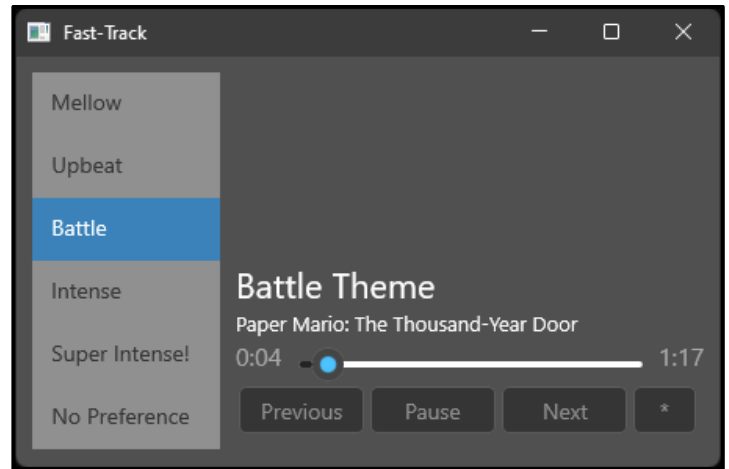 Fast-Track
Mellow
Upbeat
Battle
Intense
Super Intense!
No Preference
Battle Theme
Paper Mario: The Thousand-Year Door
0:04 1:17
Previous Pause Next *